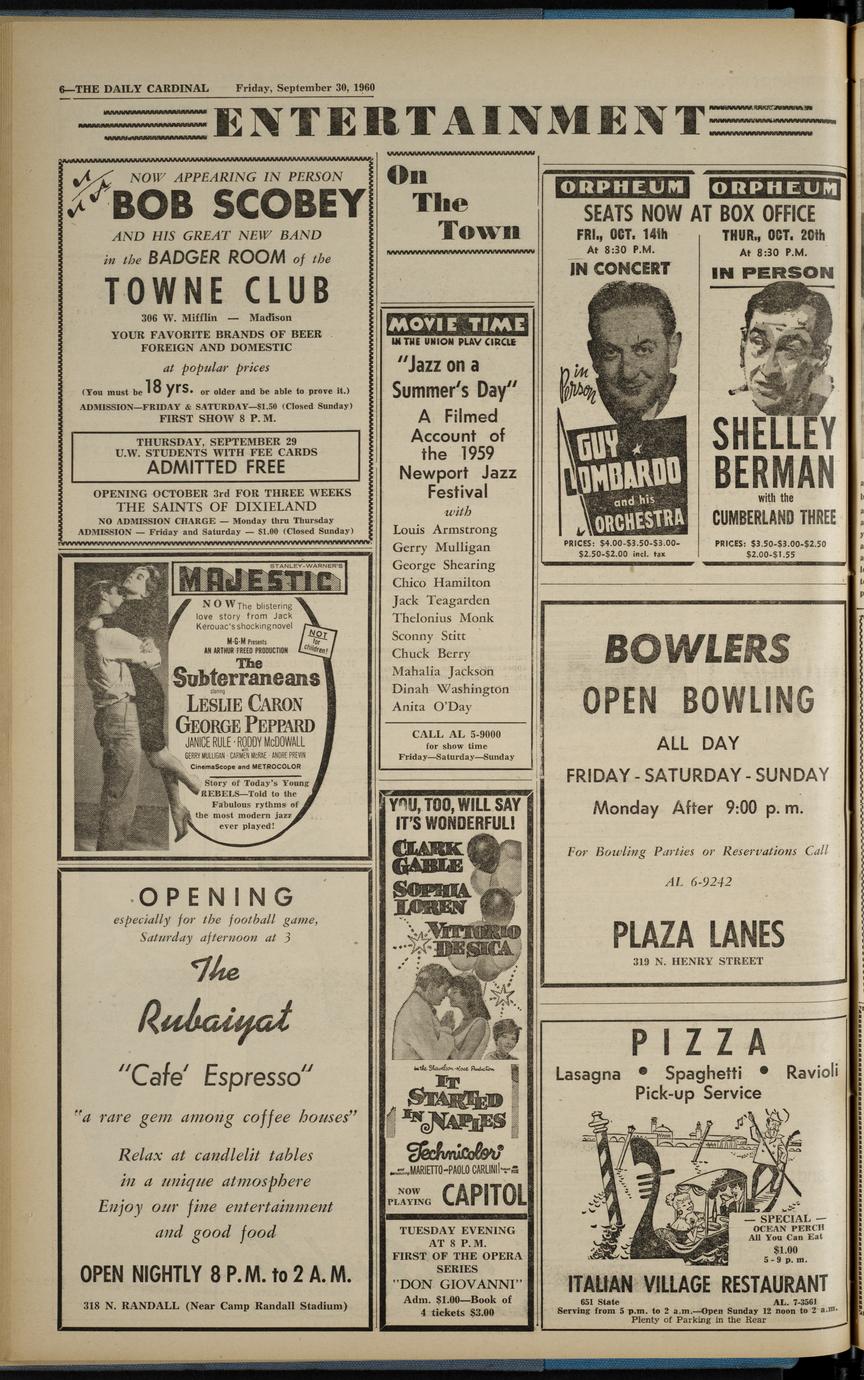 6—THE DAILY CARDINAL Friday, September 30, 1960
ENTERTAINMENT
NOW APPEARING IN PERSON
BOB SCOBEY
AND HIS GREAT NEW BAND
in the BADGER ROOM of the
TOWNE CLUB
306 W. Mifflin — Madison
YOUR FAVORITE BRANDS OF BEER
FOREIGN AND DOMESTIC
at popular prices
(You must be 18 yrs. or older and be able to prove it.)
ADMISSION—FRIDAY & SATURDAY—$1.50 (Closed Sunday)
FIRST SHOW 8 P.M.
THURSDAY, SEPTEMBER 29
U.W. STUDENTS WITH FEE CARDS
ADMITTED FREE
OPENING OCTOBER 3rd FOR THREE WEEKS
THE SAINTS OF DIXIELAND
NO ADMISSION CHARGE — Monday thru Thursday
ADMISSION — Friday and Saturday — $1.00 (Closed Sunday)
STANLEY-WARNER'S
MAJESTIC
NOW The blistering
love story from Jack
Kerouac's shocking novel
NOT
for
children!
M-G-M Presents
AN ARTHUR FREED PRODUCTION
The
Subterraneans
starring
LESLIE CARON
GEORGE PEPPARD
JANICE RULE · RODDY McDOWALL
with
GERRY MULLIGAN · CARMEN McRAE · ANDRE PREVIN
CinemaScope and METROCOLOR
Story of Today's Young
REBELS—Told to the
Fabulous rythms of
the most modern jazz
ever played!
OPENING
especially for the football game,
Saturday afternoon at 3
The
Rubaiyat
"Cafe' Espresso"
"a rare gem among coffee houses"
Relax at candlelit tables
in a unique atmosphere
Enjoy our fine entertainment
and good food
OPEN NIGHTLY 8 P.M. to 2 A.M.
318 N. RANDALL (Near Camp Randall Stadium)
On
The
Town
MOVIE TIME
IN THE UNION PLAY CIRCLE
"Jazz on a
Summer's Day"
A Filmed
Account of
the 1959
Newport Jazz
Festival
with
Louis Armstrong
Gerry Mulligan
George Shearing
Chico Hamilton
Jack Teagarden
Thelonius Monk
Sconny Stitt
Chuck Berry
Mahalia Jackson
Dinah Washington
Anita O'Day
CALL AL 5-9000
for show time
Friday—Saturday—Sunday
YOU, TOO, WILL SAY
IT'S WONDERFUL!
CLARK
GABLE
SOPHIA
LOREN
VITTORIO
DE SICA
in the Shavelson-Rose Production
IT
STARTED
IN NAPLES
Technicolor
MARIETTO—PAOLO CARLINI
NOW
PLAYING CAPITOL
TUESDAY EVENING
AT 8 P.M.
FIRST OF THE OPERA
SERIES
"DON GIOVANNI"
Adm. $1.00—Book of
4 tickets $3.00
ORPHEUM ORPHEUM
SEATS NOW AT BOX OFFICE
FRI., OCT. 14th
At 8:30 P.M.
IN CONCERT
in
Person
GUY
LOMBARDO
and his
ORCHESTRA
PRICES: $4.00-$3.50-$3.00-
$2.50-$2.00 incl. tax
THUR., OCT. 20th
At 8:30 P.M.
IN PERSON
SHELLEY
BERMAN
with the
CUMBERLAND THREE
PRICES: $3.50-$3.00-$2.50
$2.00-$1.55
BOWLERS
OPEN BOWLING
ALL DAY
FRIDAY - SATURDAY - SUNDAY
Monday After 9:00 p. m.
For Bowling Parties or Reservations Call
AL 6-9242
PLAZA LANES
319 N. HENRY STREET
PIZZA
Lasagna • Spaghetti • Ravioli
Pick-up Service
— SPECIAL —
OCEAN PERCH
All You Can Eat
$1.00
5 - 9 p. m.
ITALIAN VILLAGE RESTAURANT
651 State AL. 7-3561
Serving from 5 p.m. to 2 a.m.—Open Sunday 12 noon to 2 a.m.
Plenty of Parking in the Rear